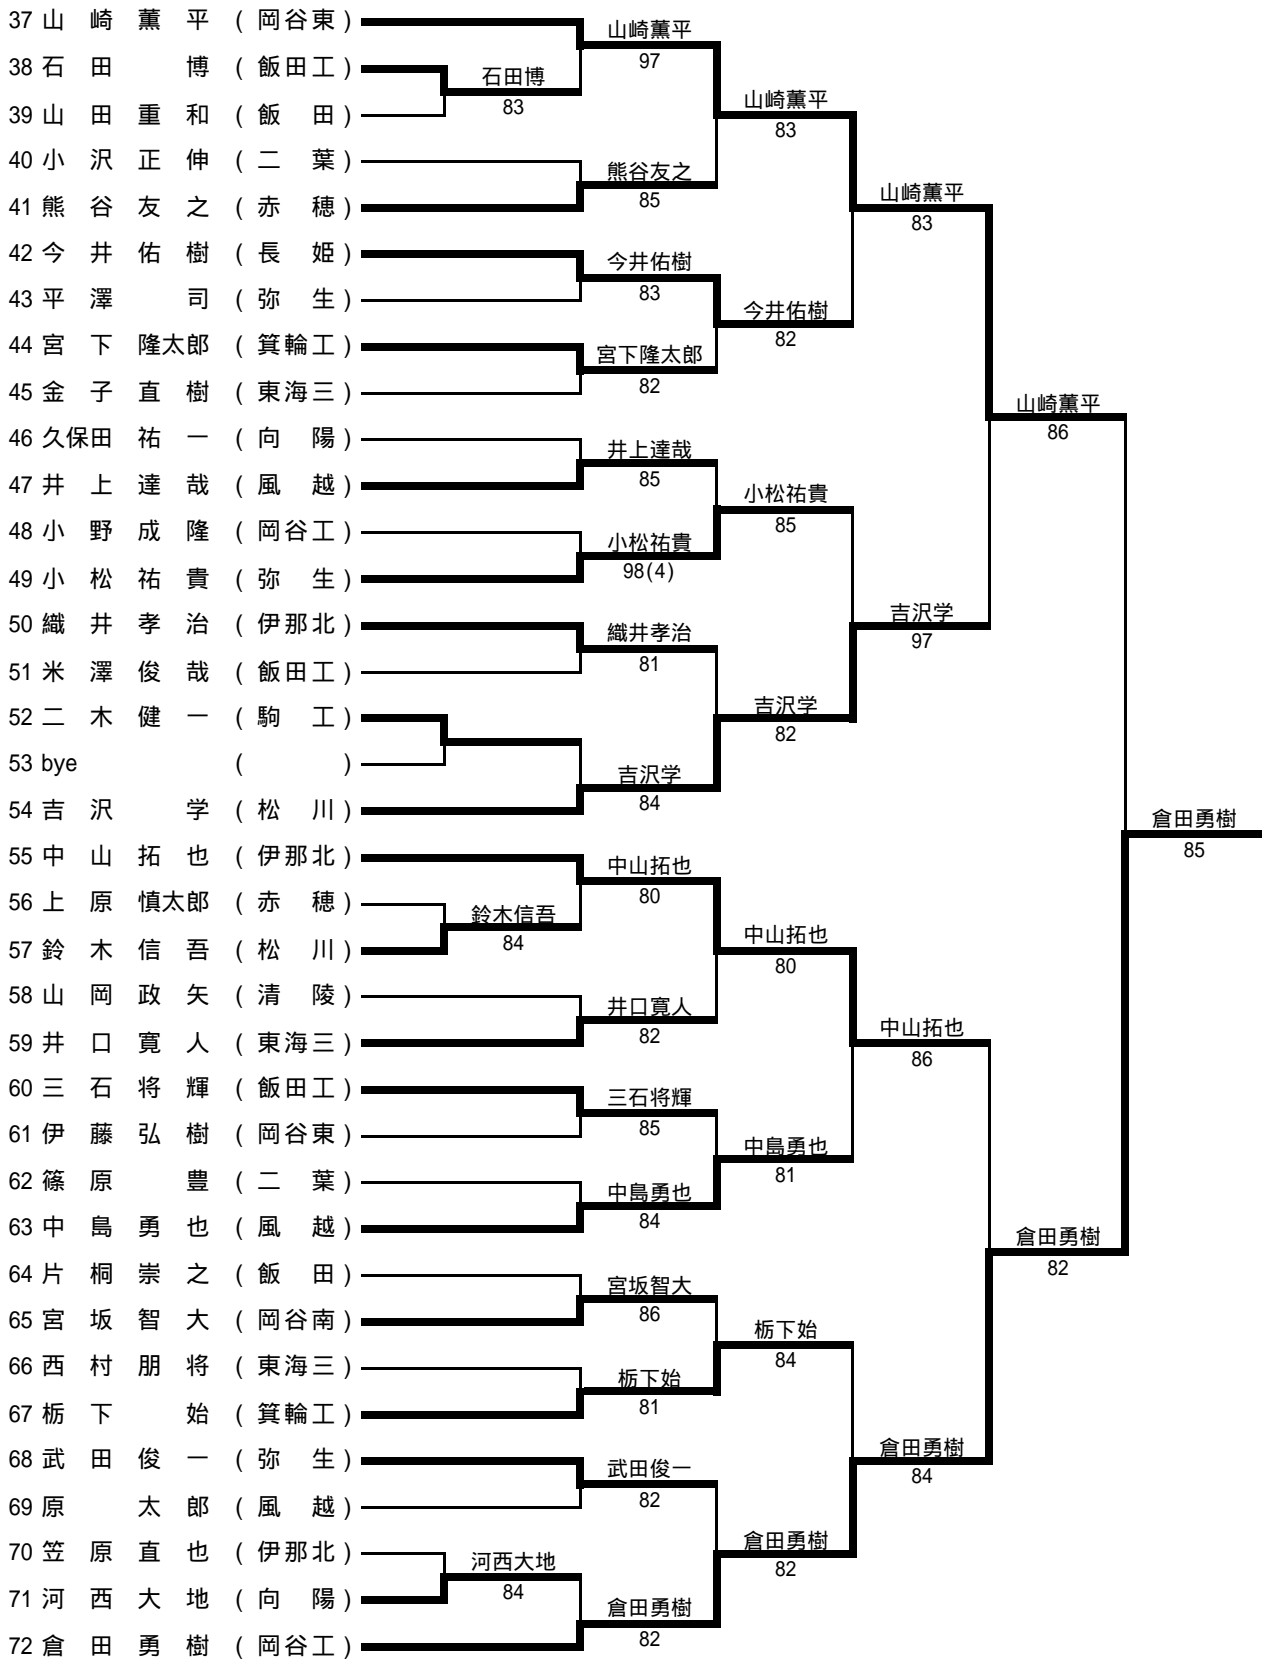 37 山 崎 薫 平 ( 岡谷東 )
38 石 田 博 ( 飯田工 )
39 山 田 重 和 ( 飯 田 )
40 小 沢 正 伸 ( 二 葉 )
41 熊 谷 友 之 ( 赤 穂 )
42 今 井 佑 樹 ( 長 姫 )
43 平 澤 司 ( 弥 生 )
44 宮 下 隆太郎 ( 箕輪工 )
45 金 子 直 樹 ( 東海三 )
46 久保田 祐 一 ( 向 陽 )
47 井 上 達 哉 ( 風 越 )
48 小 野 成 隆 ( 岡谷工 )
49 小 松 祐 貴 ( 弥 生 )
50 織 井 孝 治 ( 伊那北 )
51 米 澤 俊 哉 ( 飯田工 )
52 二 木 健 一 ( 駒 工 )
53 bye ( )
54 吉 沢 学 ( 松 川 )
55 中 山 拓 也 ( 伊那北 )
56 上 原 慎太郎 ( 赤 穂 )
57 鈴 木 信 吾 ( 松 川 )
58 山 岡 政 矢 ( 清 陵 )
59 井 口 寛 人 ( 東海三 )
60 三 石 将 輝 ( 飯田工 )
61 伊 藤 弘 樹 ( 岡谷東 )
62 篠 原 豊 ( 二 葉 )
63 中 島 勇 也 ( 風 越 )
64 片 桐 崇 之 ( 飯 田 )
65 宮 坂 智 大 ( 岡谷南 )
66 西 村 朋 将 ( 東海三 )
67 栃 下 始 ( 箕輪工 )
68 武 田 俊 一 ( 弥 生 )
69 原 太 郎 ( 風 越 )
70 笠 原 直 也 ( 伊那北 )
71 河 西 大 地 ( 向 陽 )
72 倉 田 勇 樹 ( 岡谷工 )
石田博
83
鈴木信吾
84
河西大地
84
山崎薫平
97
熊谷友之
85
今井佑樹
83
宮下隆太郎
82
井上達哉
85
小松祐貴
98(4)
織井孝治
81
吉沢学
84
中山拓也
80
井口寛人
82
三石将輝
85
中島勇也
84
宮坂智大
86
栃下始
81
武田俊一
82
倉田勇樹
82
山崎薫平
83
今井佑樹
82
小松祐貴
85
吉沢学
82
中山拓也
80
中島勇也
81
栃下始
84
倉田勇樹
82
山崎薫平
83
吉沢学
97
中山拓也
86
倉田勇樹
84
山崎薫平
86
倉田勇樹
82
倉田勇樹
85